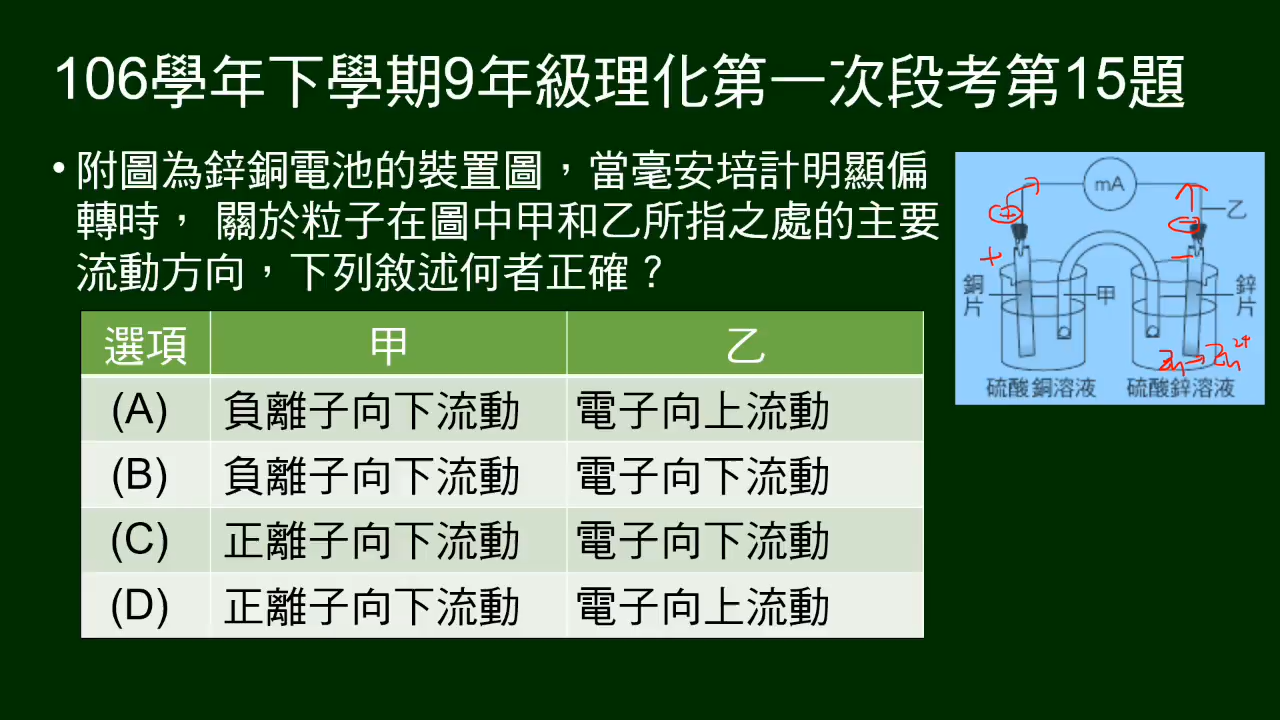 106學年下學期9年級理化第一次段考第15題
• 附圖為鋅銅電池的裝置圖，當毫安培計明顯偏
轉時， 關於粒子在圖中甲和乙所指之處的主要
流動方向，下列敘述何者正確？
選項 甲 乙
(A) 負離子向下流動 電子向上流動
(B) 負離子向下流動 電子向下流動
(C) 正離子向下流動 電子向下流動
(D) 正離子向下流動 電子向上流動
mA
乙
+ −
銅片
甲
鋅片
Zn→Zn²⁺
硫酸銅溶液 硫酸鋅溶液